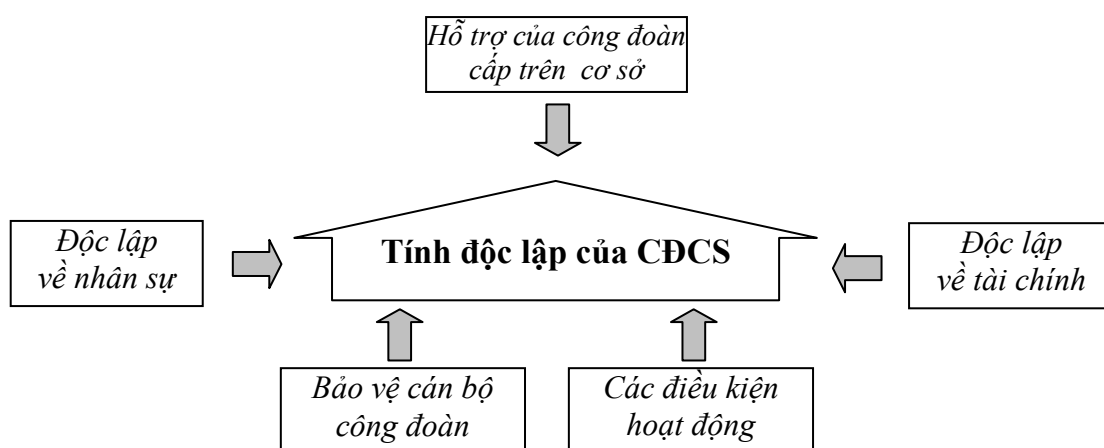 Hỗ trợ của công đoàn
cấp trên cơ sở
Độc lập
về nhân sự
Tính độc lập của CĐCS
Độc lập
về tài chính
Bảo vệ cán bộ
công đoàn
Các điều kiện
hoạt động